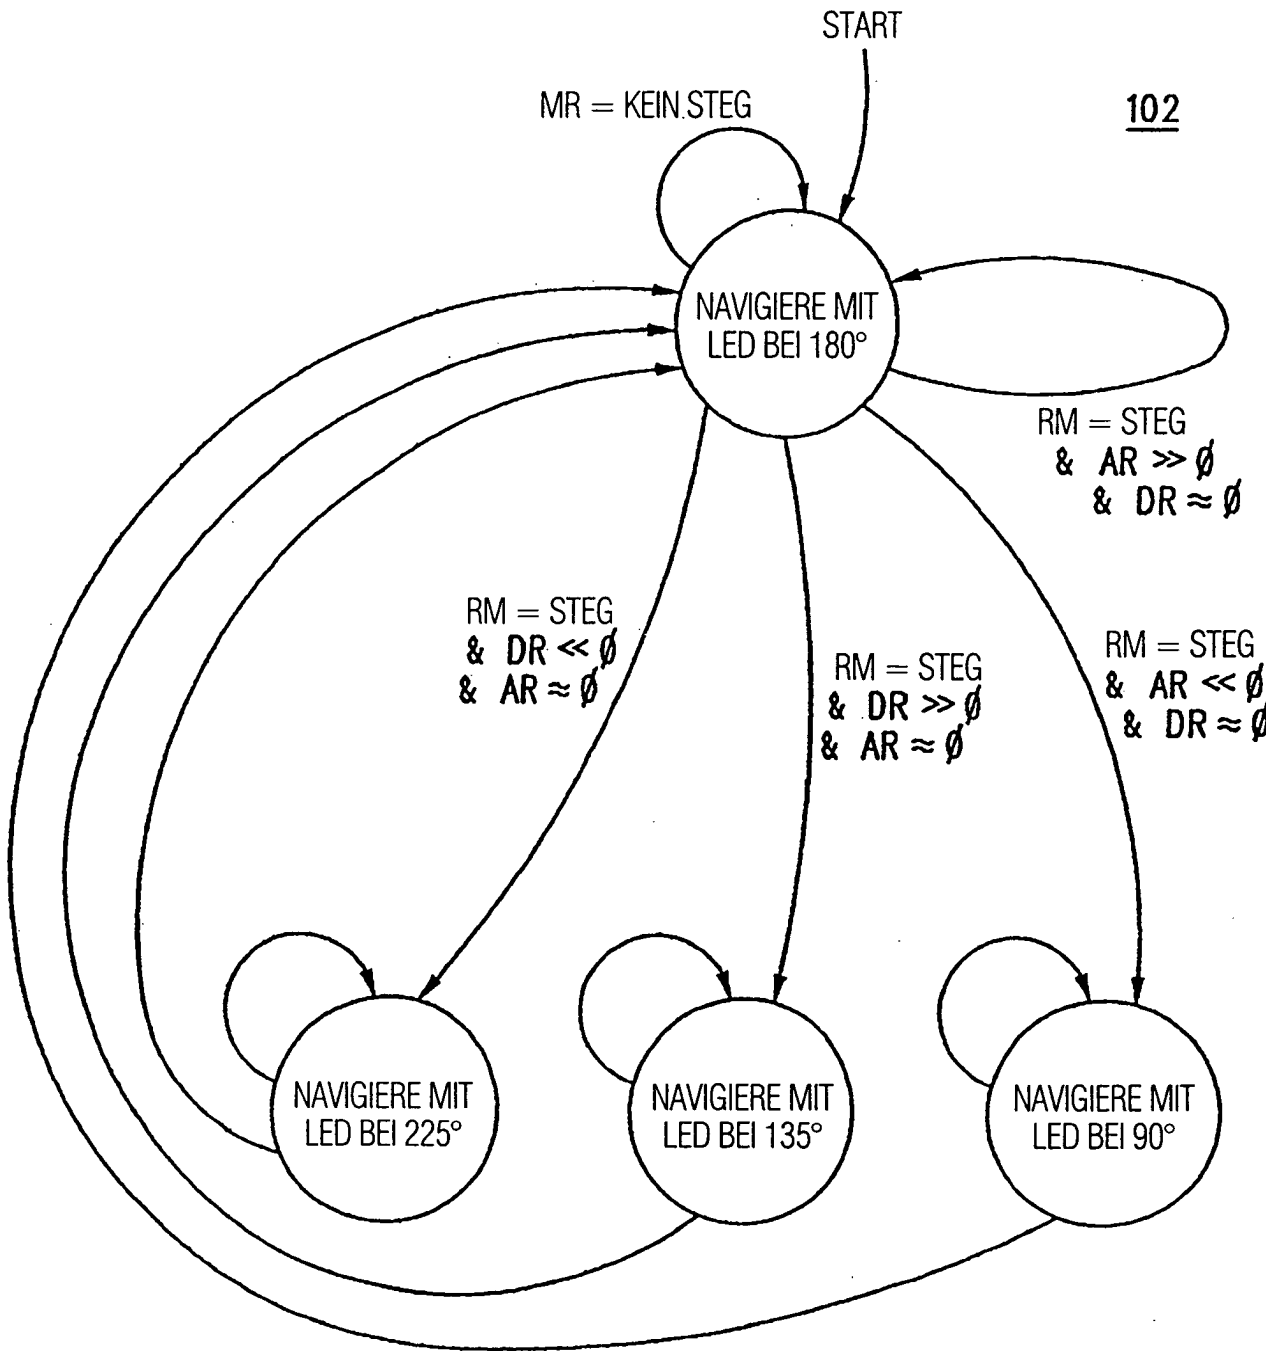 START
102
MR = KEIN.STEG
NAVIGIERE MIT
LED BEI 180°
RM = STEG
& AR >> Ø
& DR ≈ Ø
RM = STEG
& DR << Ø
& AR ≈ Ø
RM = STEG
& DR >> Ø
& AR ≈ Ø
RM = STEG
& AR << Ø
& DR ≈ Ø
NAVIGIERE MIT
LED BEI 225°
NAVIGIERE MIT
LED BEI 135°
NAVIGIERE MIT
LED BEI 90°